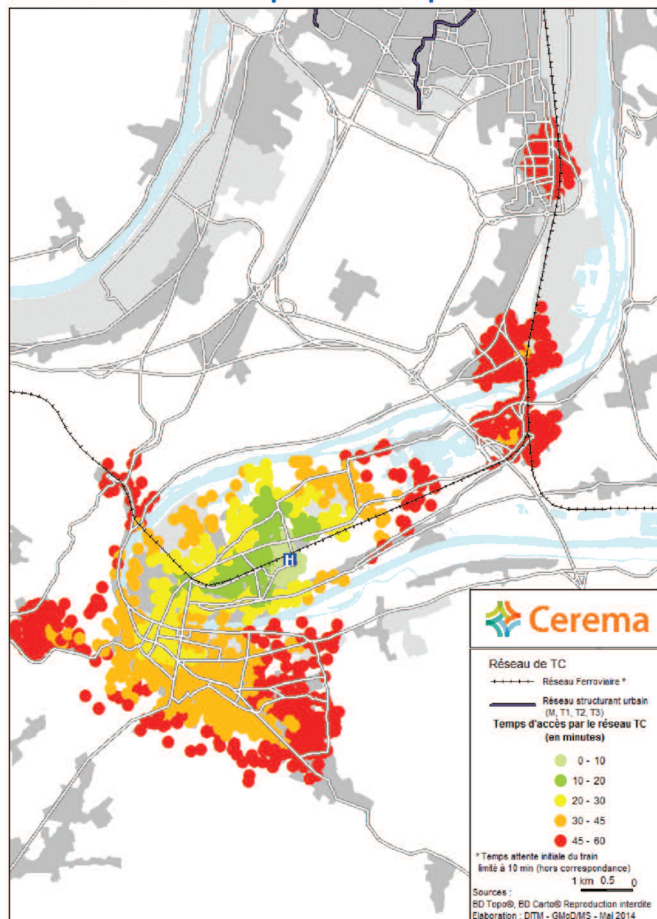 H
Cerema
Réseau de TC
Réseau Ferroviaire *
Réseau structurant urbain
(M, T1, T2, T3)
Temps d'accès par le réseau TC
(en minutes)
0 - 10
10 - 20
20 - 30
30 - 45
45 - 60
* Temps attente initiale du train
limité à 10 min (hors correspondance)
1 km 0.5 0
Sources :
BD Topo®, BD Carto® Reproduction interdite
Elaboration : DITM - GMoD/MS - Mai 2014